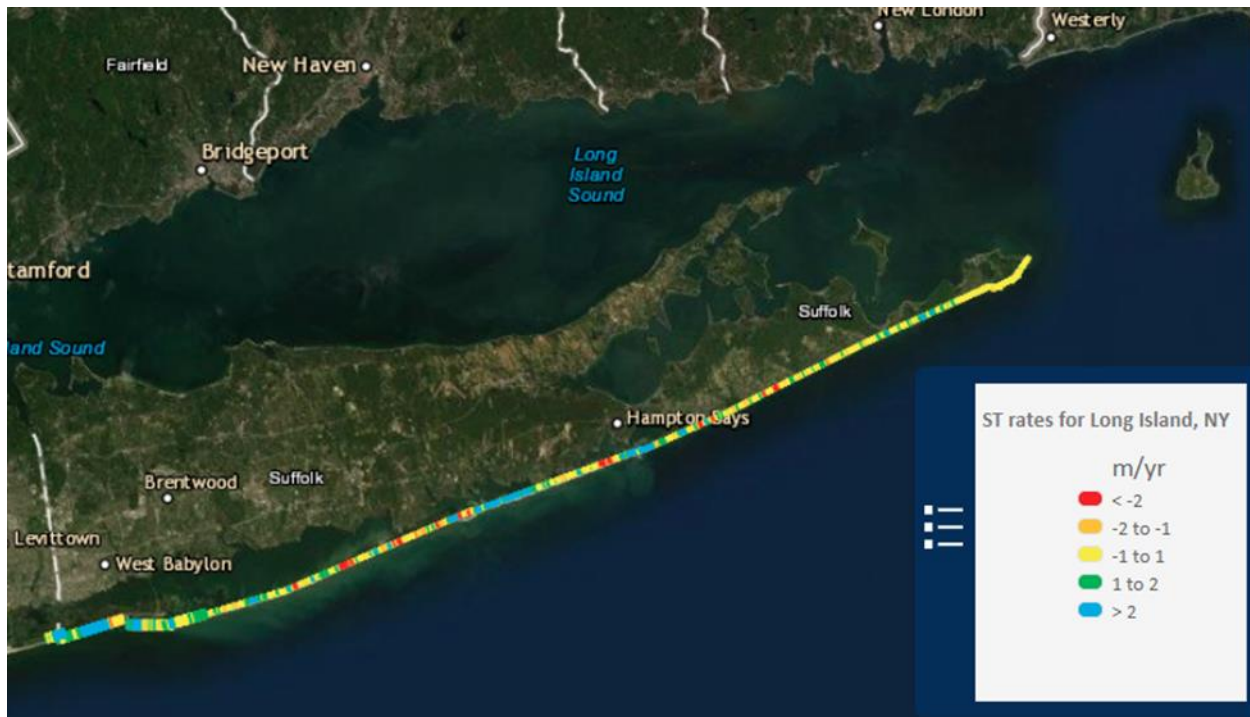 New London
Westerly
Fairfield
New Haven
Bridgeport
Long
Island
Sound
tamford
Suffolk
and Sound
ST rates for Long Island, NY
Hampton Bays
m/yr
Brentwood
Suffolk
< -2
-2 to -1
Levittown
-1 to 1
West Babylon
1 to 2
> 2